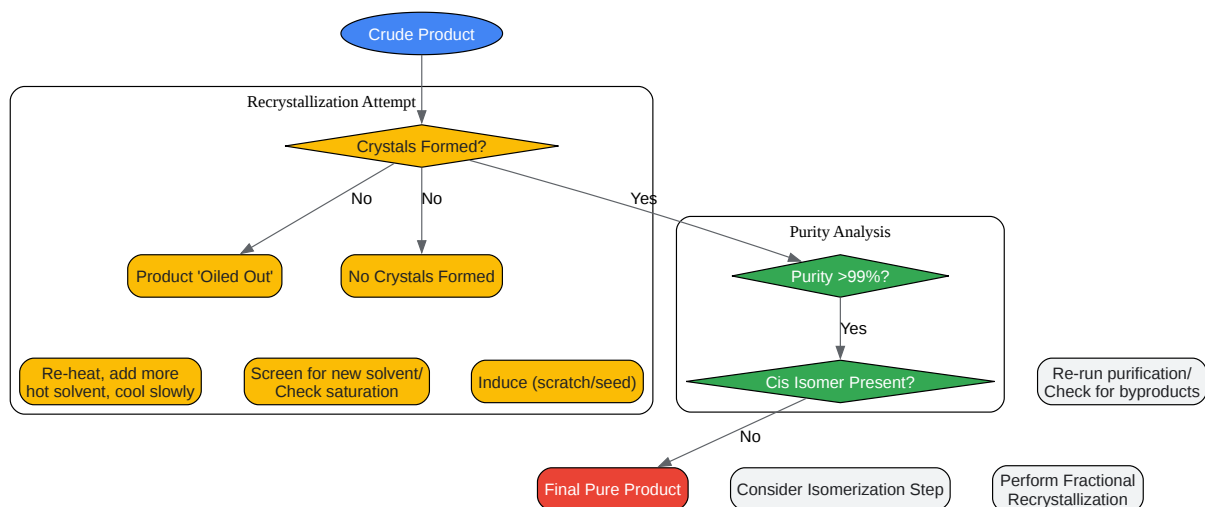 Crude Product
Recrystallization Attempt
Crystals Formed?
No
No
Yes
Purity Analysis
Product 'Oiled Out'
No Crystals Formed
Purity >99%?
Yes
Re-heat, add more
hot solvent, cool slowly
Screen for new solvent/
Check saturation
Induce (scratch/seed)
Cis Isomer Present?
Re-run purification/
Check for byproducts
No
Final Pure Product
Consider Isomerization Step
Perform Fractional
Recrystallization